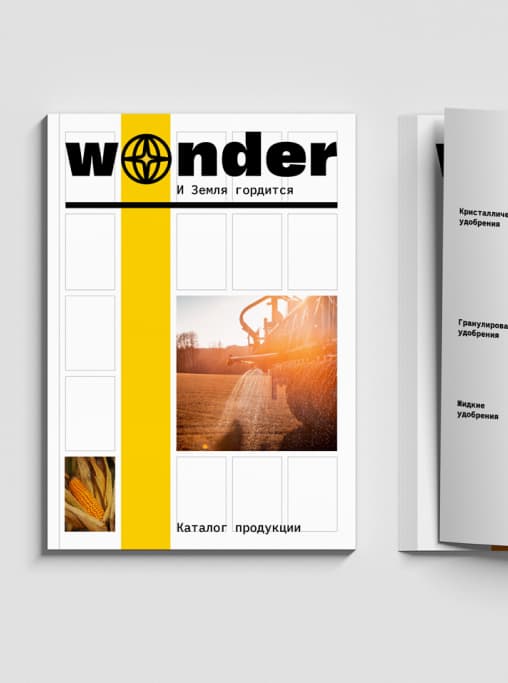 wonder
И Земля гордится
Каталог продукции
удобрения
удобрения
Жидкие
удобрения